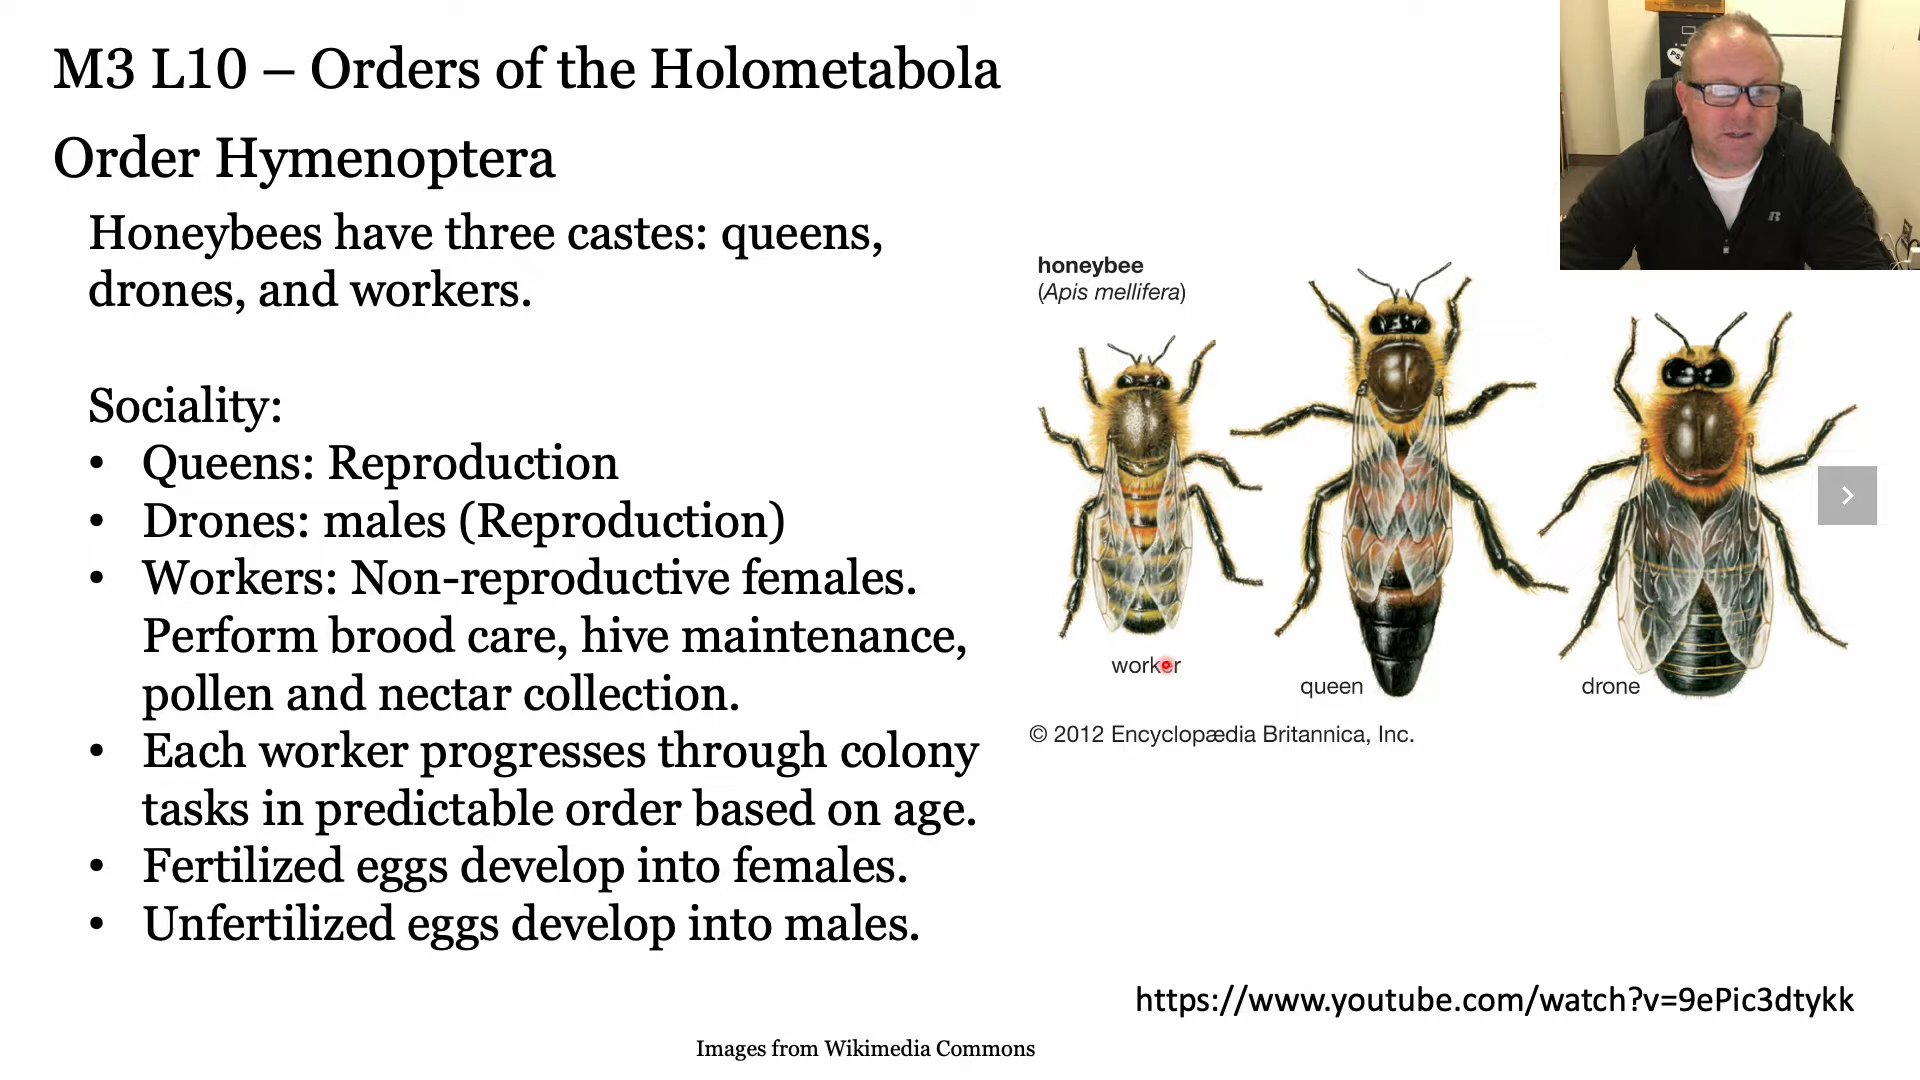 M3 L10 – Orders of the Holometabola
Order Hymenoptera
Honeybees have three castes: queens,
drones, and workers.
Sociality:
• Queens: Reproduction
• Drones: males (Reproduction)
• Workers: Non-reproductive females.
Perform brood care, hive maintenance,
pollen and nectar collection.
• Each worker progresses through colony
tasks in predictable order based on age.
• Fertilized eggs develop into females.
• Unfertilized eggs develop into males.
honeybee
(Apis mellifera)
worker
queen
drone
© 2012 Encyclopædia Britannica, Inc.
https://www.youtube.com/watch?v=9ePic3dtykk
Images from Wikimedia Commons
R